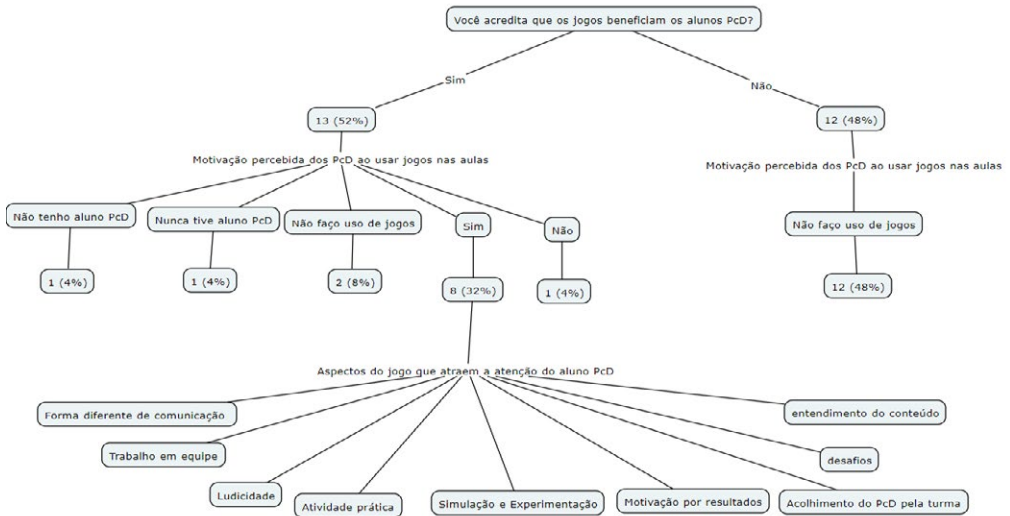 Você acredita que os jogos beneficiam os alunos PcD?
Sim
Não
13 (52%)
12 (48%)
Motivação percebida dos PcD ao usar jogos nas aulas
Motivação percebida dos PcD ao usar jogos nas aulas
Não tenho aluno PcD
Nunca tive aluno PcD
Não faço uso de jogos
Sim
Não
Não faço uso de jogos
1 (4%)
1 (4%)
2 (8%)
8 (32%)
1 (4%)
12 (48%)
Aspectos do jogo que atraem a atenção do aluno PcD
Forma diferente de comunicação
entendimento do conteúdo
Trabalho em equipe
desafios
Ludicidade
Atividade prática
Simulação e Experimentação
Motivação por resultados
Acolhimento do PcD pela turma